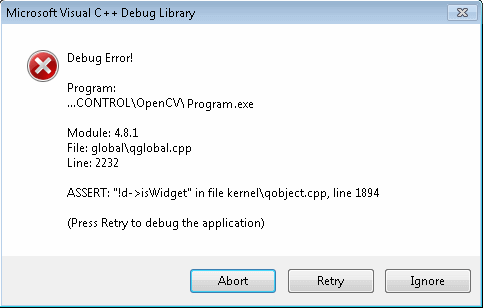 Microsoft Visual C++ Debug Library
Debug Error!
Program:
...CONTROL\OpenCV\ Program.exe
Module: 4.8.1
File: global\qglobal.cpp
Line: 2232
ASSERT: "!d->isWidget" in file kernel\qobject.cpp, line 1894
(Press Retry to debug the application)
Abort Retry Ignore